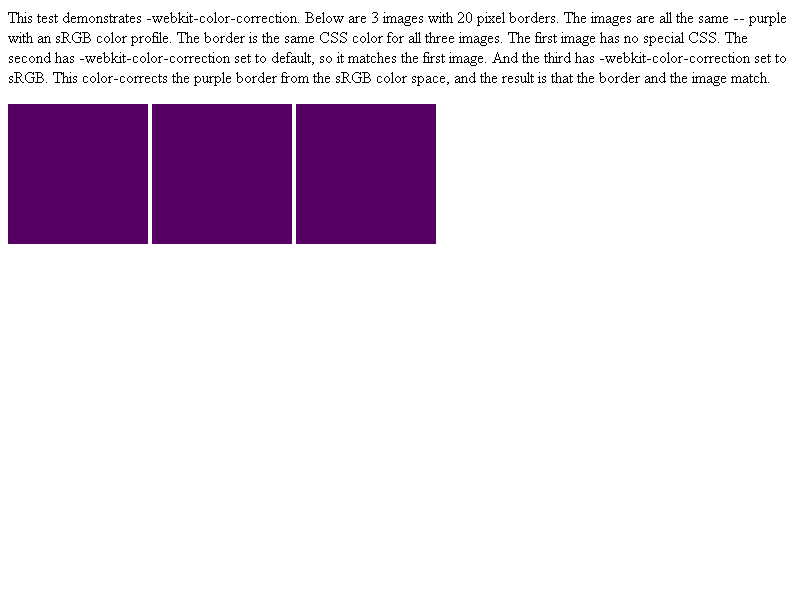 This test demonstrates -webkit-color-correction. Below are 3 images with 20 pixel borders. The images are all the same -- purple
with an sRGB color profile. The border is the same CSS color for all three images. The first image has no special CSS. The
second has -webkit-color-correction set to default, so it matches the first image. And the third has -webkit-color-correction set to
sRGB. This color-corrects the purple border from the sRGB color space, and the result is that the border and the image match.